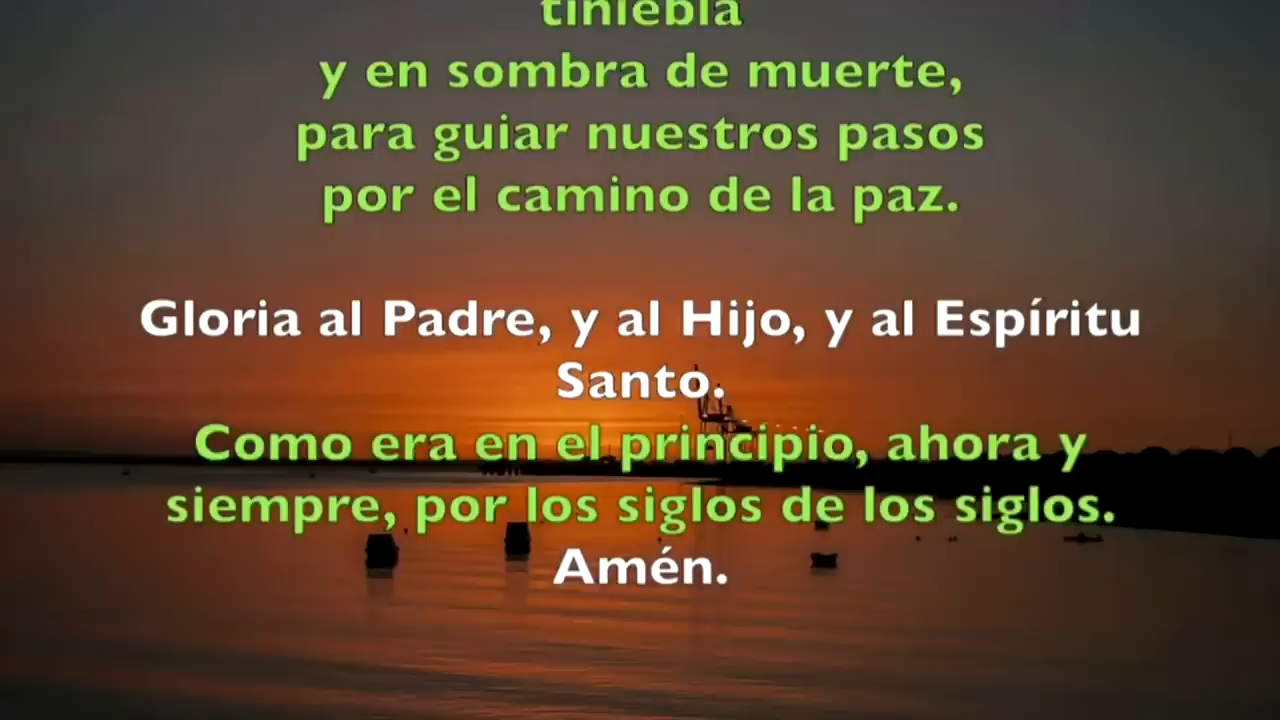 tiniebla
y en sombra de muerte,
para guiar nuestros pasos
por el camino de la paz.
Gloria al Padre, y al Hijo, y al Espíritu
Santo.
Como era en el principio, ahora y
siempre, por los siglos de los siglos.
Amén.